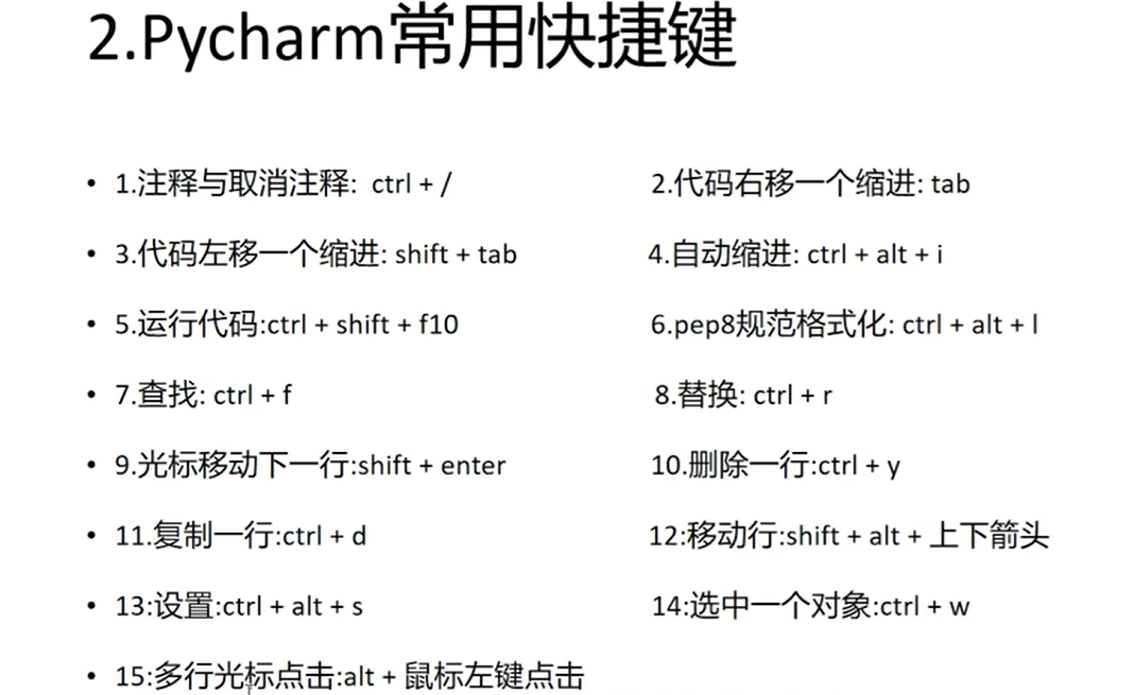 2.Pycharm常用快捷键
• 1.注释与取消注释: ctrl + / 2.代码右移一个缩进: tab
• 3.代码左移一个缩进: shift + tab 4.自动缩进: ctrl + alt + i
• 5.运行代码:ctrl + shift + f10 6.pep8规范格式化: ctrl + alt + l
• 7.查找: ctrl + f 8.替换: ctrl + r
• 9.光标移动下一行:shift + enter 10.删除一行:ctrl + y
• 11.复制一行:ctrl + d 12:移动行:shift + alt + 上下箭头
• 13:设置:ctrl + alt + s 14:选中一个对象:ctrl + w
• 15:多行光标点击:alt + 鼠标左键点击